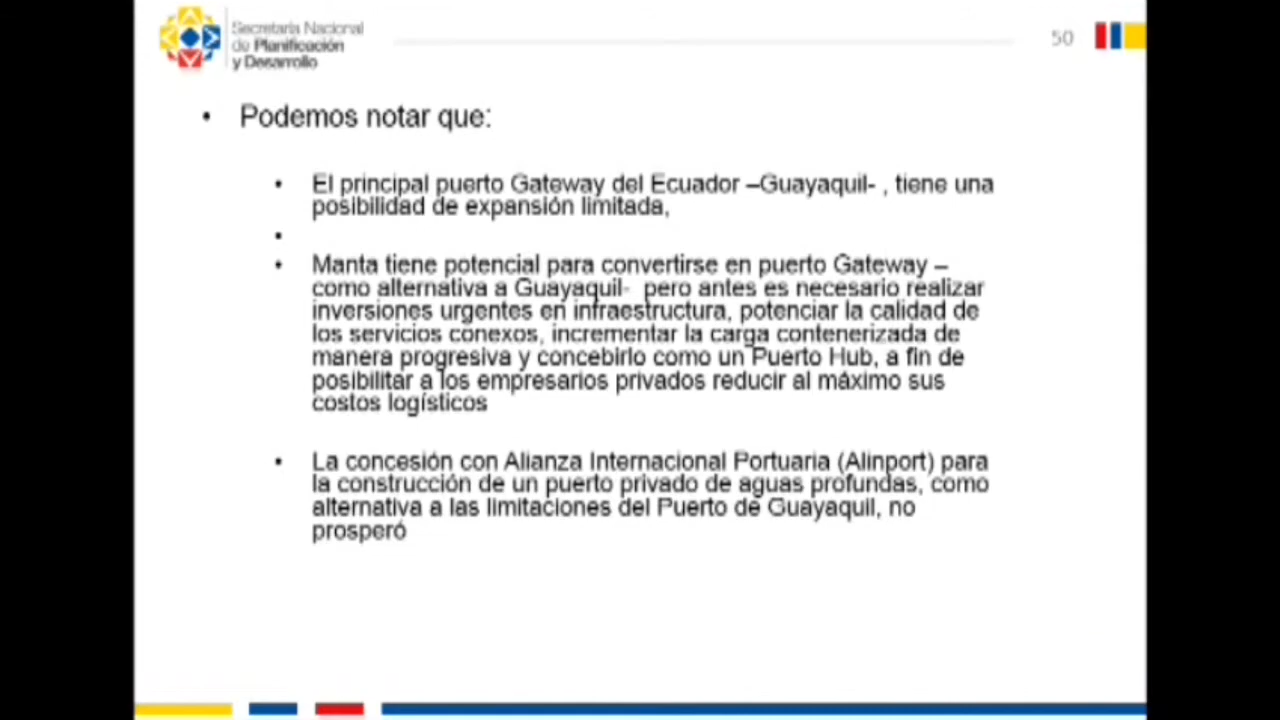 Secretaría Nacional
de Planificación
y Desarrollo
50
• Podemos notar que:
• El principal puerto Gateway del Ecuador –Guayaquil- , tiene una
posibilidad de expansión limitada,
•
• Manta tiene potencial para convertirse en puerto Gateway –
como alternativa a Guayaquil- pero antes es necesario realizar
inversiones urgentes en infraestructura, potenciar la calidad de
los servicios conexos, incrementar la carga contenerizada de
manera progresiva y concebirlo como un Puerto Hub, a fin de
posibilitar a los empresarios privados reducir al máximo sus
costos logísticos
• La concesión con Alianza Internacional Portuaria (Alinport) para
la construcción de un puerto privado de aguas profundas, como
alternativa a las limitaciones del Puerto de Guayaquil, no
prosperó